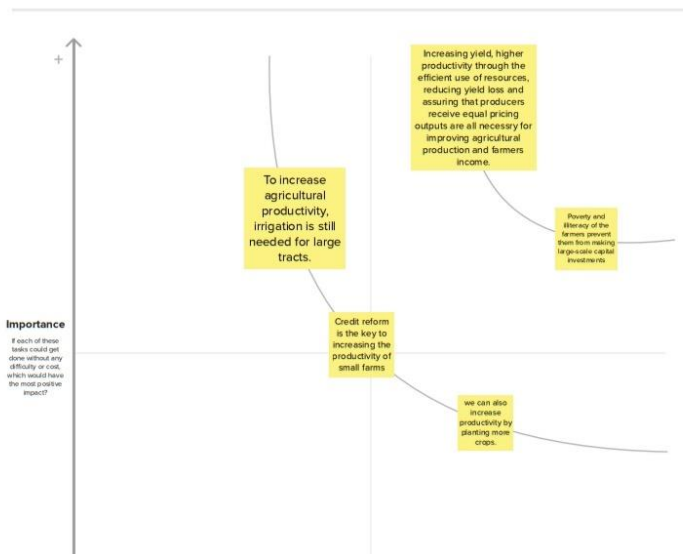 +
Increasing yield, higher
productivity through the
efficient use of resources,
reducing yield loss and
assuring that producers
receive equal pricing
outputs are all necessry for
improving agricultural
production and farmers
income.
To increase
agricultural
productivity,
irrigation is still
needed for large
tracts.
Poverty and
illiteracy of the
farmers prevent
them from making
large-scale capital
investments
Importance
If each of these
tasks could get
done without any
difficulty or cost,
which would have
the most positive
impact?
Credit reform
is the key to
increasing the
productivity of
small farms
we can also
increase
productivity by
planting more
crops.